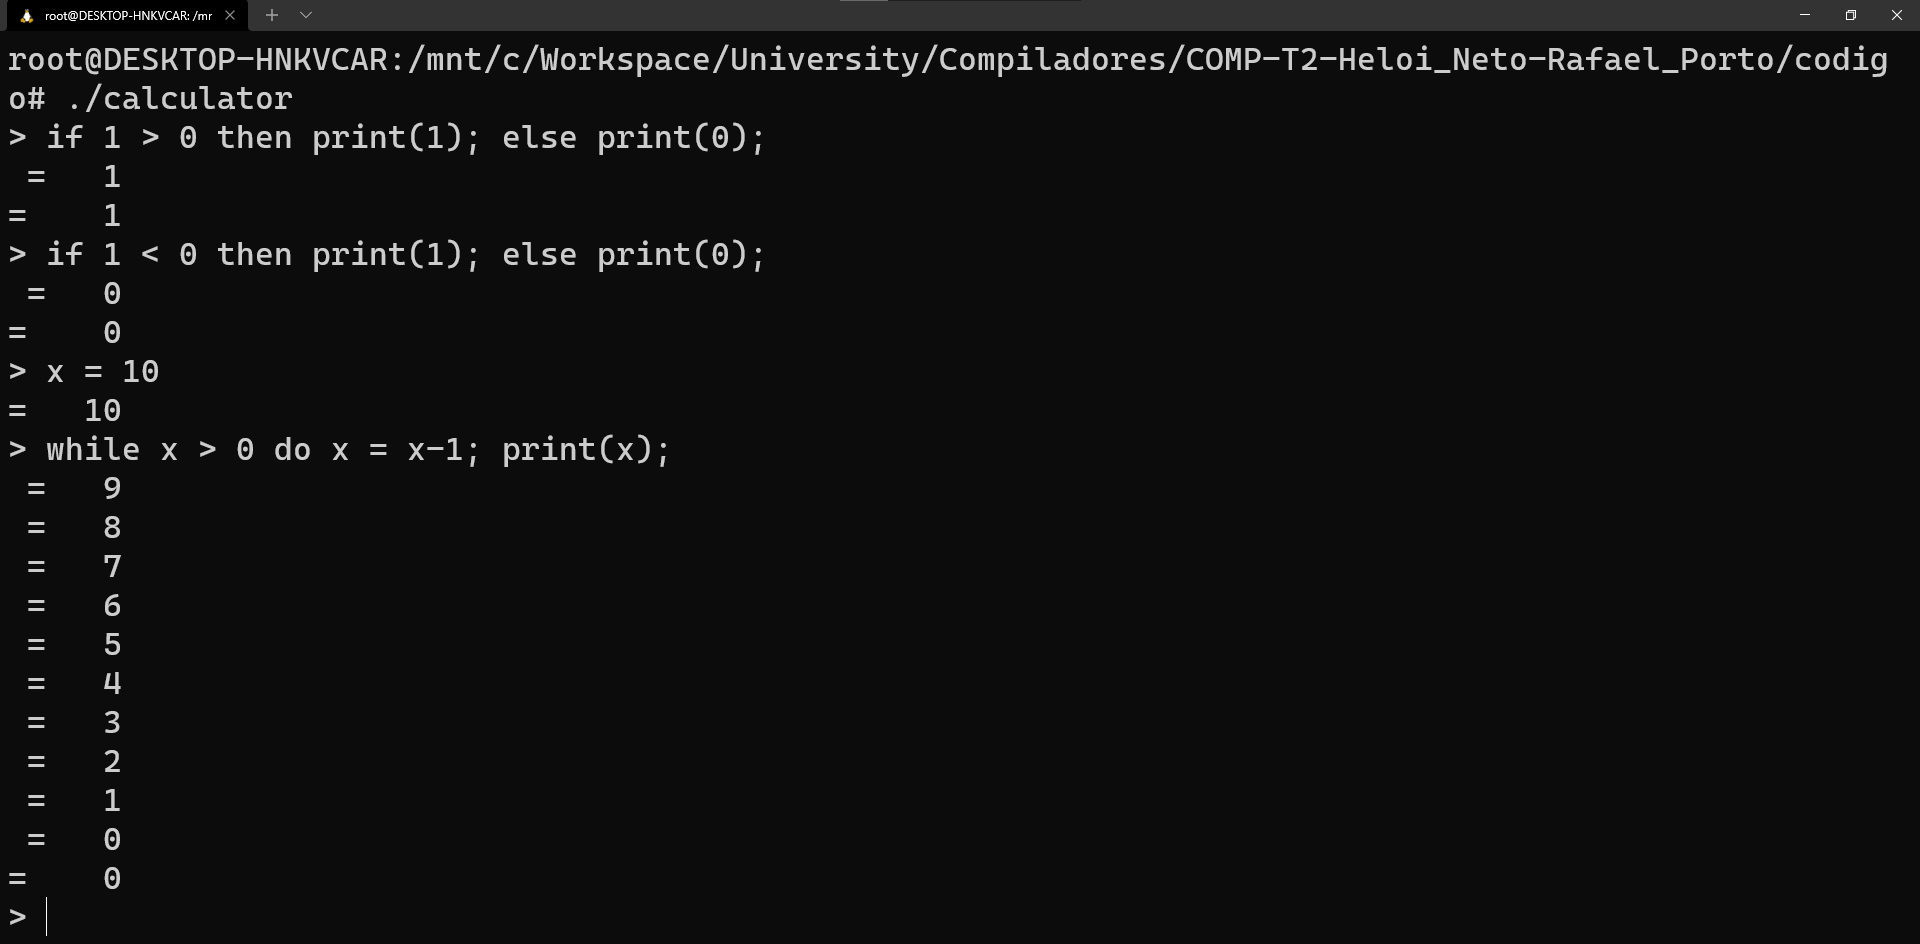 root@DESKTOP-HNKVCAR: /mr
root@DESKTOP-HNKVCAR:/mnt/c/Workspace/University/Compiladores/COMP-T2-Heloi_Neto-Rafael_Porto/codig
o# ./calculator
> if 1 > 0 then print(1); else print(0);
 =   1
=    1
> if 1 < 0 then print(1); else print(0);
 =   0
=    0
> x = 10
=   10
> while x > 0 do x = x-1; print(x);
 =   9
 =   8
 =   7
 =   6
 =   5
 =   4
 =   3
 =   2
 =   1
 =   0
=    0
>